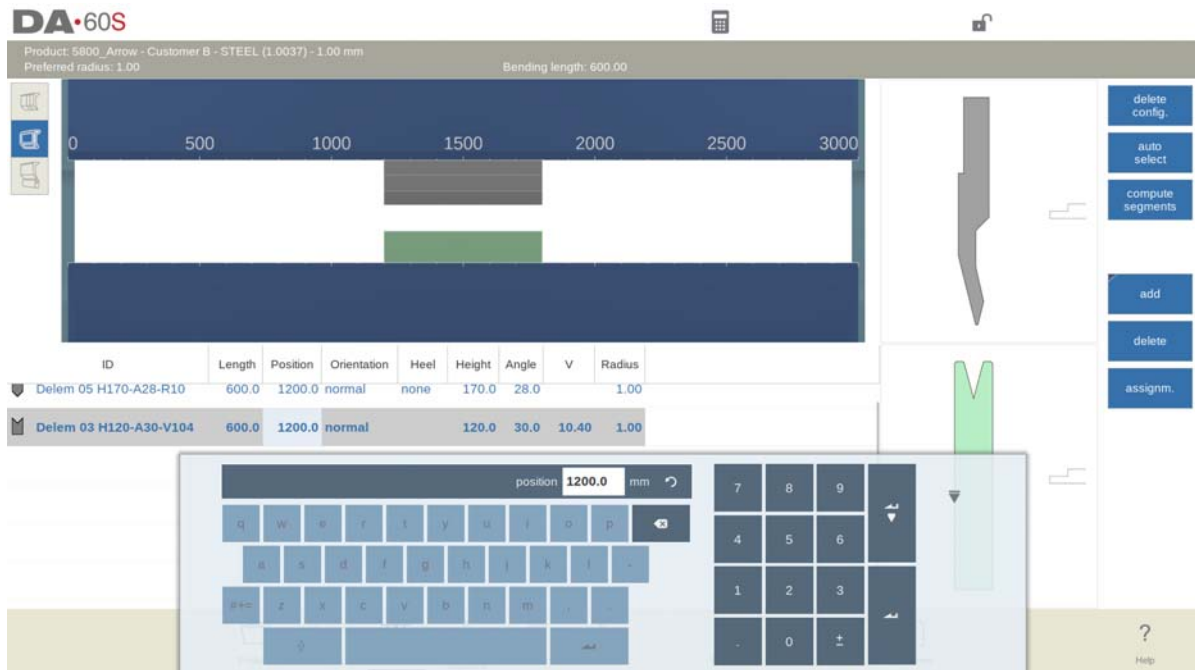 DA•60S
Product: 5800_Arrow - Customer B - STEEL (1.0037) - 1.00 mm
Preferred radius: 1.00 Bending length: 600.00
0 500 1000 1500 2000 2500 3000
delete config.
auto select
compute segments
add
delete
assignm.
ID Length Position Orientation Heel Height Angle V Radius
Delem 05 H170-A28-R10 600.0 1200.0 normal none 170.0 28.0 1.00
Delem 03 H120-A30-V104 600.0 1200.0 normal 120.0 30.0 10.40 1.00
position 1200.0 mm
q w e r t y u i o p
a s d f g h j k l -
#+= z x c v b n m , .
7 8 9
4 5 6
1 2 3
. 0 ±
?
Help